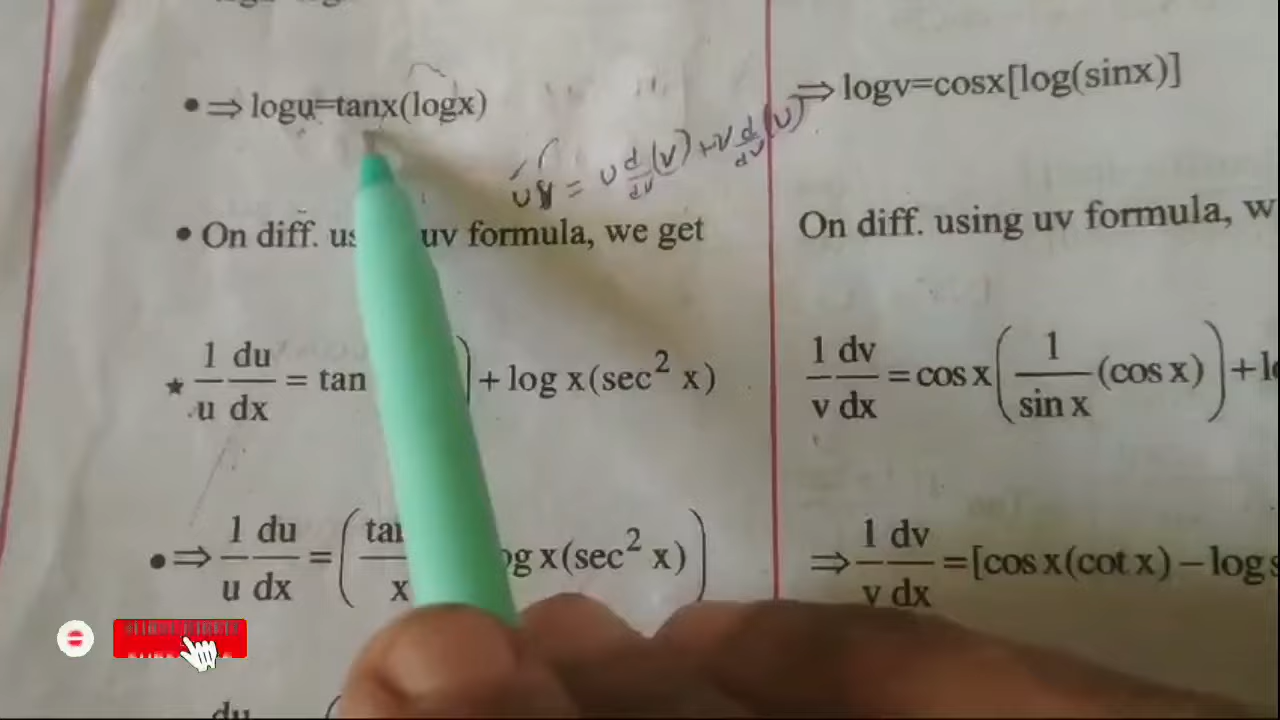 • ⇒ logu=tanx(logx)
uv = u d/dv (v) + v d/dv (u)
• On diff. uv formula, we get
★ 1/u du/dx = tan ) + log x(sec² x)
• ⇒ 1/u du/dx = ( x log x(sec² x) )
du
⇒ logv=cosx[log(sinx)]
On diff. using uv formula,
1/v dv/dx = cos x ( 1/sin x (cos x) ) +
⇒ 1/v dv/dx = [cos x(cot x) – log